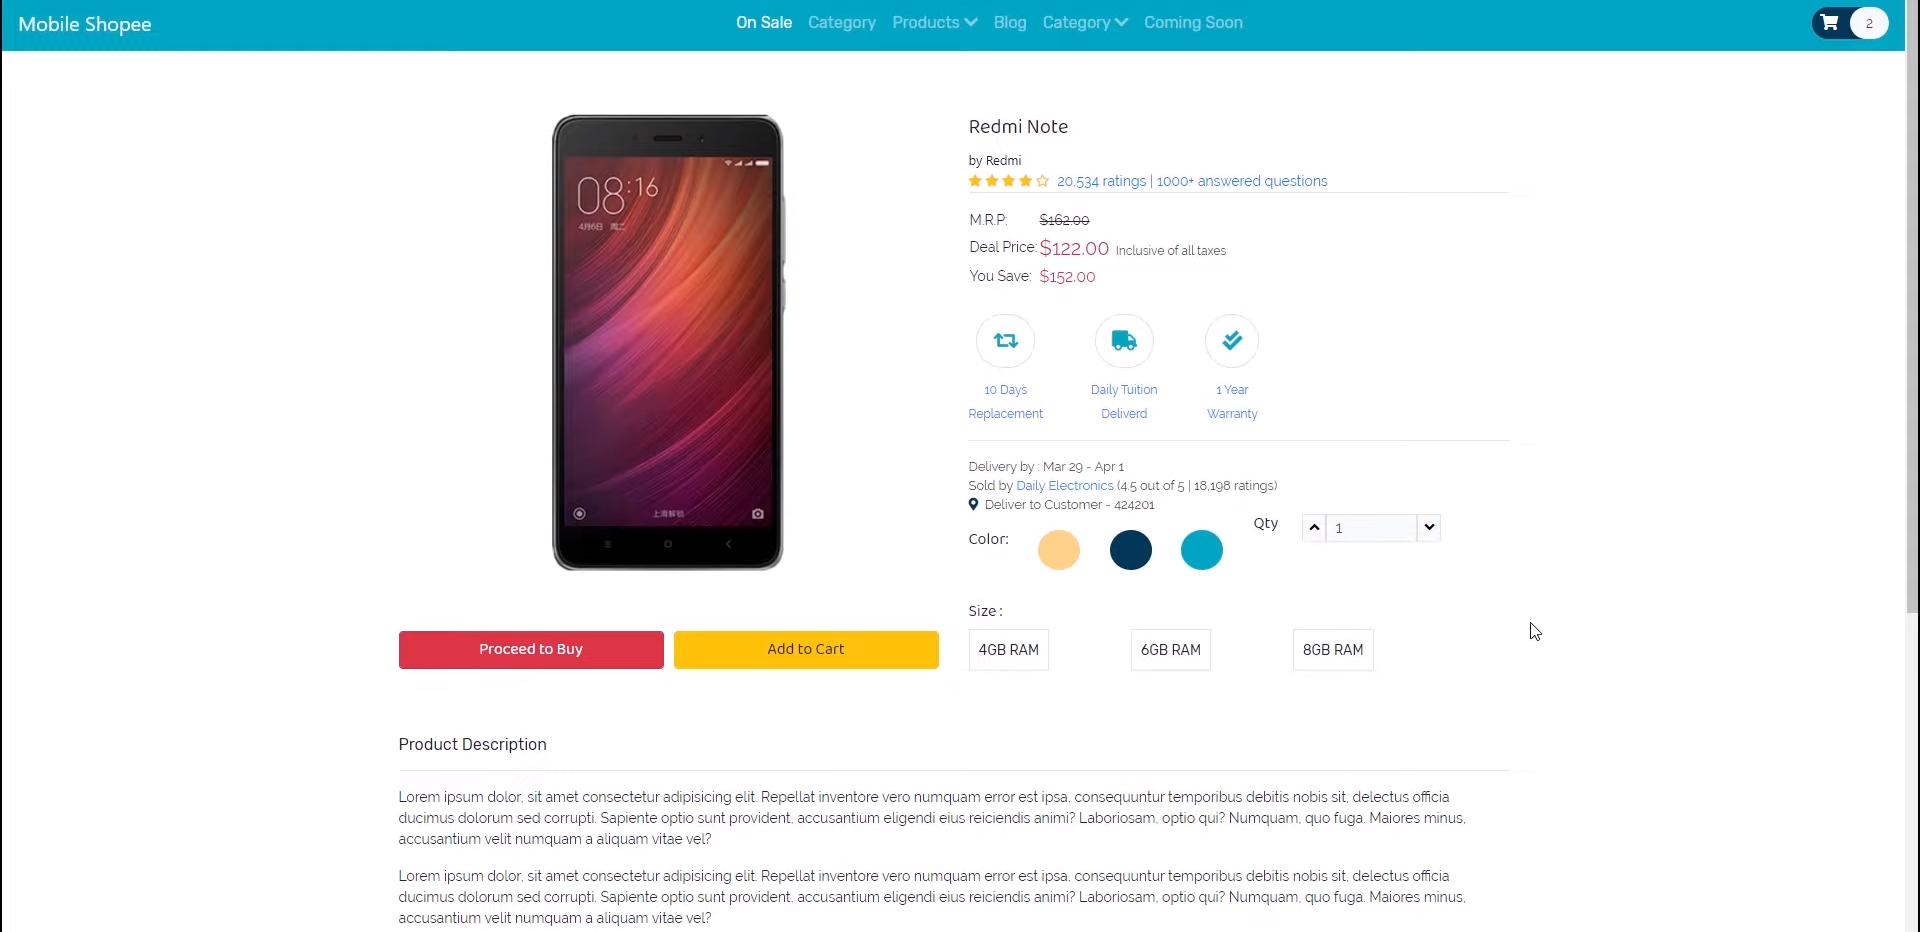 Mobile Shopee
On Sale Category Products Blog Category Coming Soon
2
08:16
Redmi Note
by Redmi
20,534 ratings | 1000+ answered questions
M.R.P: $162.00
Deal Price: $122.00 Inclusive of all taxes
You Save: $152.00
10 Days Replacement
Daily Tuition Deliverd
1 Year Warranty
Delivery by : Mar 29 - Apr 1
Sold by Daily Electronics (4.5 out of 5 | 18,198 ratings)
Deliver to Customer - 424201
Color:
Qty 1
Size :
4GB RAM 6GB RAM 8GB RAM
Proceed to Buy Add to Cart
Product Description
Lorem ipsum dolor, sit amet consectetur adipisicing elit. Repellat inventore vero numquam error est ipsa, consequuntur temporibus debitis nobis sit, delectus officia
ducimus dolorum sed corrupti. Sapiente optio sunt provident, accusantium eligendi eius reiciendis animi? Laboriosam, optio qui? Numquam, quo fuga. Maiores minus,
accusantium velit numquam a aliquam vitae vel?
Lorem ipsum dolor, sit amet consectetur adipisicing elit. Repellat inventore vero numquam error est ipsa, consequuntur temporibus debitis nobis sit, delectus officia
ducimus dolorum sed corrupti. Sapiente optio sunt provident, accusantium eligendi eius reiciendis animi? Laboriosam, optio qui? Numquam, quo fuga. Maiores minus,
accusantium velit numquam a aliquam vitae vel?